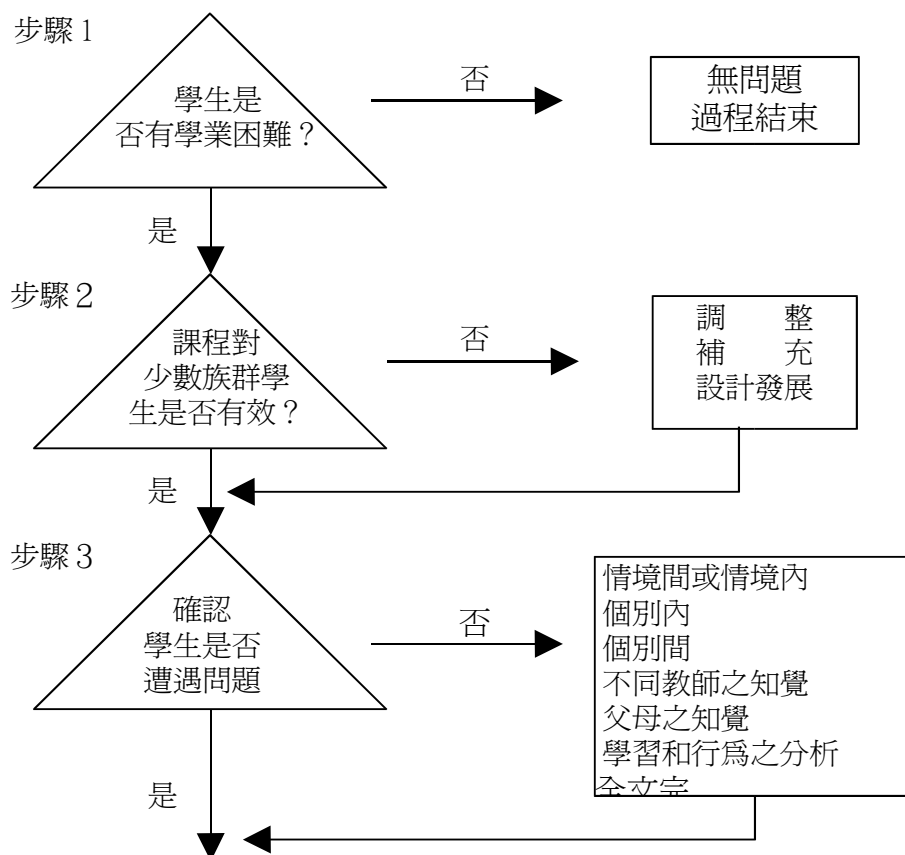 步驟1
學生是
否有學業困難？
否
無問題
過程結束
是
步驟2
課程對
少數族群學
生是否有效？
否
調 整
補 充
設計發展
是
步驟3
確認
學生是否
遭遇問題
否
情境間或情境內
個別內
個別間
不同教師之知覺
父母之知覺
學習和行為之分析
是